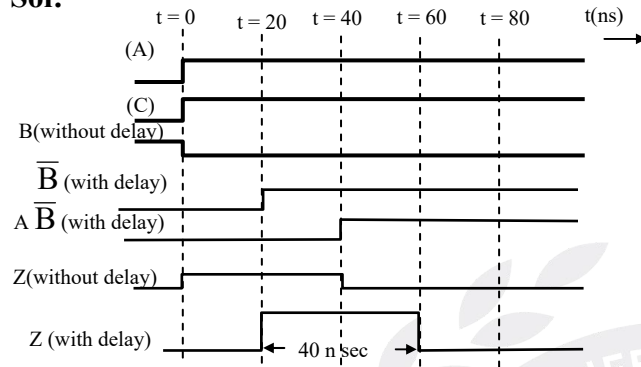 Sol:
t = 0 t = 20 t = 40 t = 60 t = 80 t(ns)
(A)
(C)
B(without delay)
B̅ (with delay)
A B̅ (with delay)
Z(without delay)
Z (with delay)
40 n sec